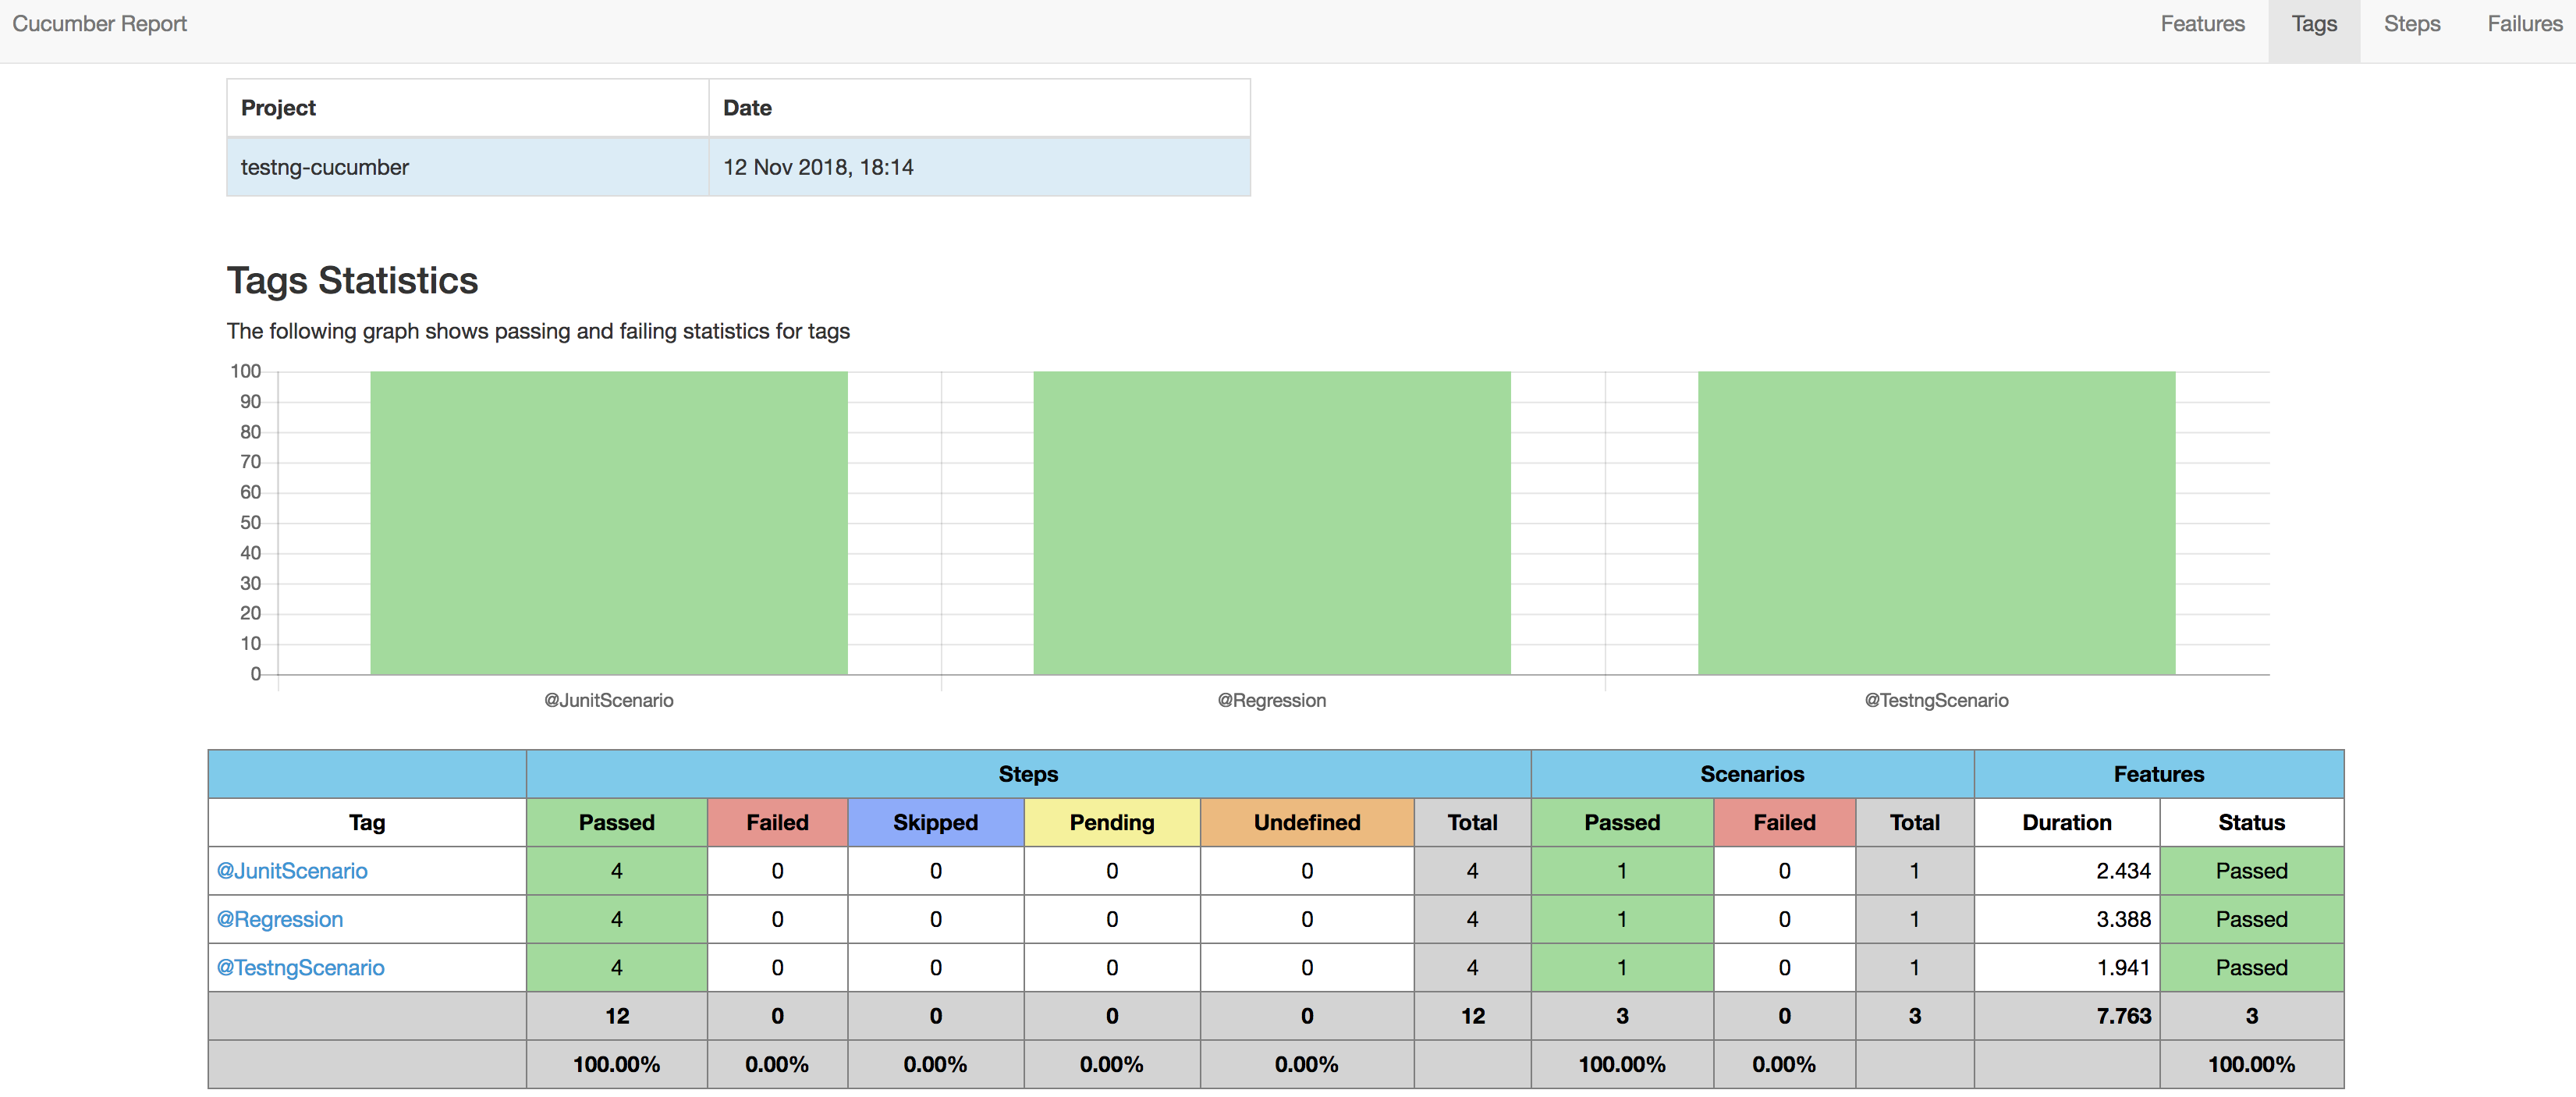 Cucumber Report Features Tags Steps Failures
Project Date
testng-cucumber 12 Nov 2018, 18:14
Tags Statistics
The following graph shows passing and failing statistics for tags
100
90
80
70
60
50
40
30
20
10
0
@JunitScenario @Regression @TestngScenario
Steps Scenarios Features
Tag Passed Failed Skipped Pending Undefined Total Passed Failed Total Duration Status
@JunitScenario 4 0 0 0 0 4 1 0 1 2.434 Passed
@Regression 4 0 0 0 0 4 1 0 1 3.388 Passed
@TestngScenario 4 0 0 0 0 4 1 0 1 1.941 Passed
12 0 0 0 0 12 3 0 3 7.763 3
100.00% 0.00% 0.00% 0.00% 0.00% 100.00% 0.00% 100.00%